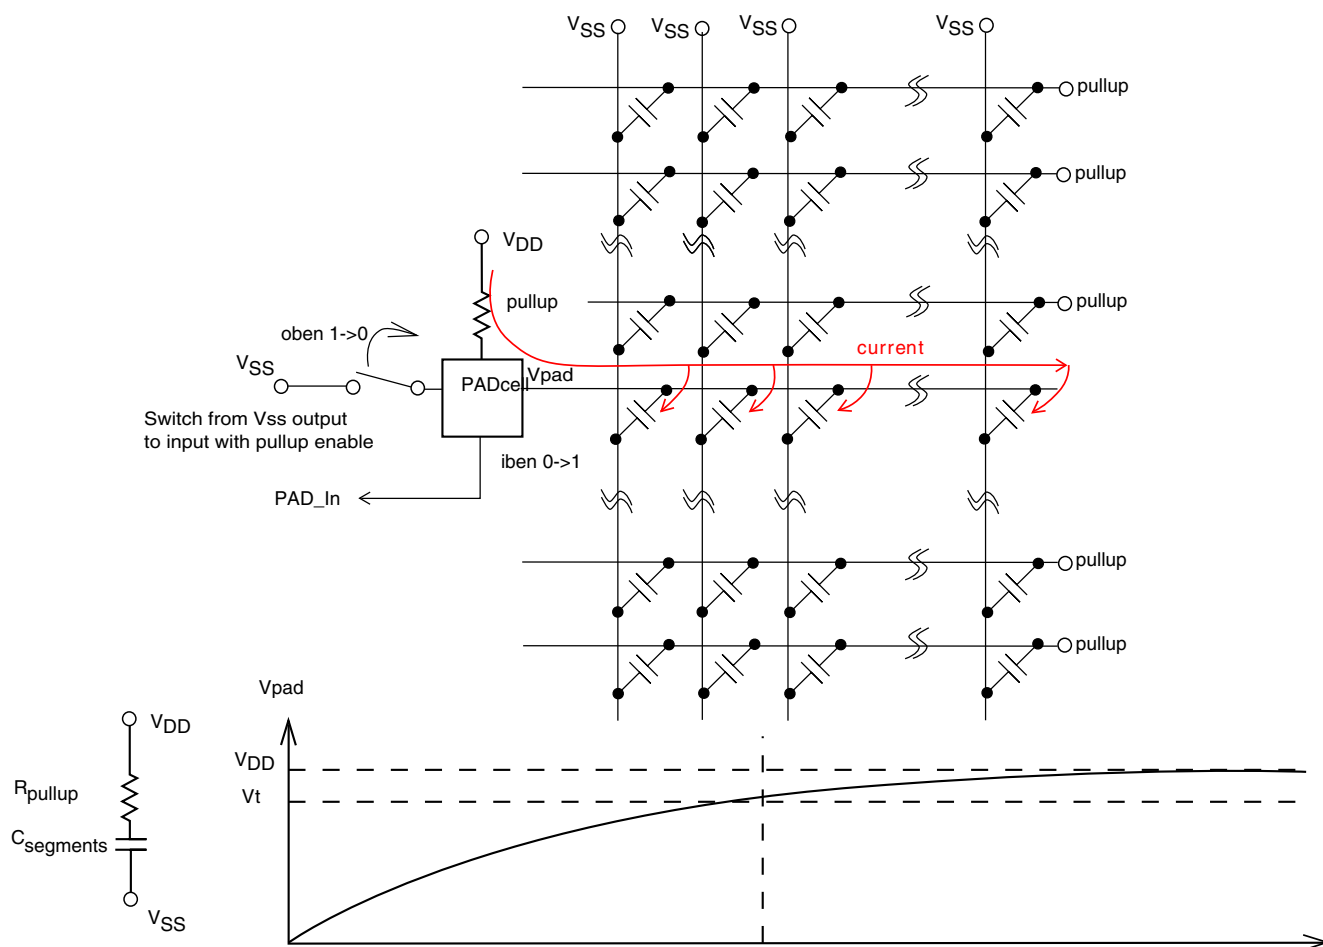 VSS VSS VSS VSS
pullup
pullup
VDD
pullup
pullup
oben 1->0
current
VSS
PADcell
Vpad
Switch from Vss output
to input with pullup enable
iben 0->1
PAD_In
pullup
pullup
Vpad
VDD
VDD
Rpullup
Vt
Csegments
VSS